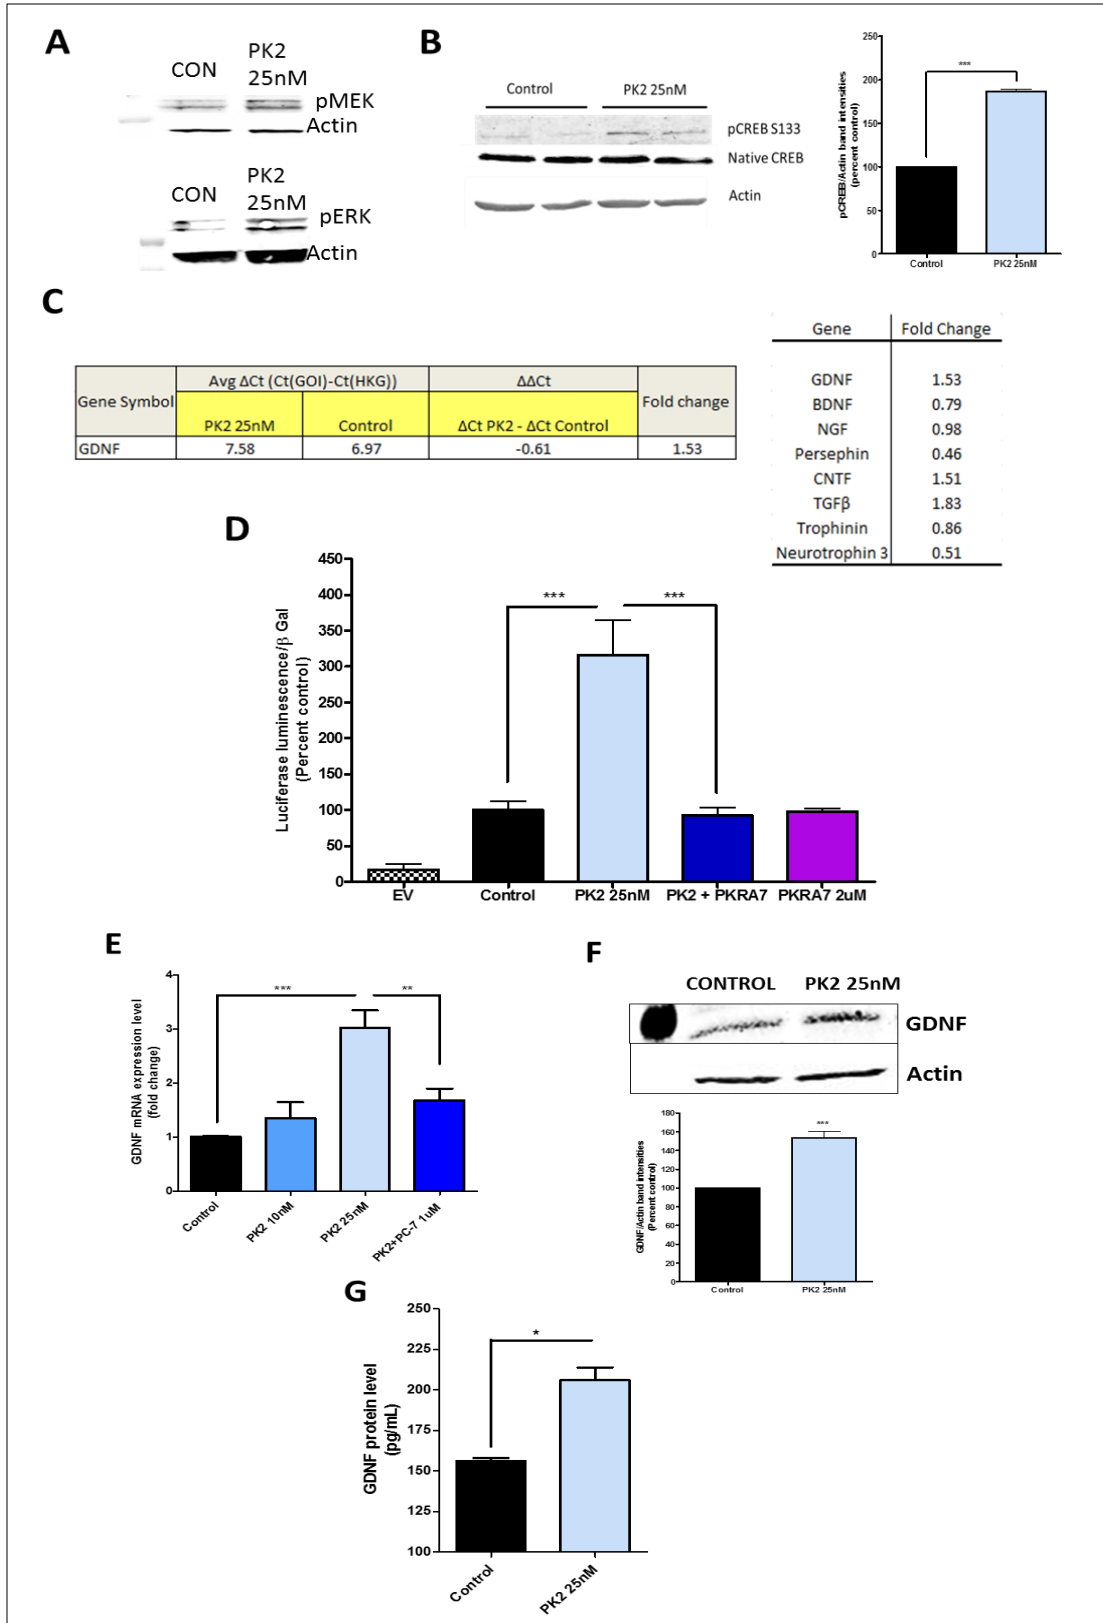 A
CON
PK2
25nM
pMEK
Actin
CON
PK2
25nM
pERK
Actin
B
Control
PK2 25nM
pCREB S133
Native CREB
Actin
pCREB/Actin band intensities
(percent control)
250
200
150
100
50
0
***
Control
PK2 25nM
C
Gene Symbol
Avg ΔCt (Ct(GOI)-Ct(HKG))
ΔΔCt
Fold change
PK2 25nM
Control
ΔCt PK2 - ΔCt Control
GDNF 7.58 6.97 -0.61 1.53
Gene Fold Change
GDNF 1.53
BDNF 0.79
NGF 0.98
Persephin 0.46
CNTF 1.51
TGFβ 1.83
Trophinin 0.86
Neurotrophin 3 0.51
D
Luciferase luminescence/β Gal
(Percent control)
450
400
350
300
250
200
150
100
50
0
***
***
EV
Control
PK2 25nM
PK2 + PKRA7
PKRA7 2uM
E
GDNF mRNA expression level
(fold change)
4
3
2
1
0
***
**
Control
PK2 10nM
PK2 25nM
PK2+PC-7 1uM
F
CONTROL
PK2 25nM
GDNF
Actin
GDNF/Actin band intensities
(Percent control)
180
160
140
120
100
80
60
40
20
0
***
Control
PK2 25nM
G
GDNF protein level
(pg/mL)
250
225
200
175
150
125
100
*
Control
PK2 25nM